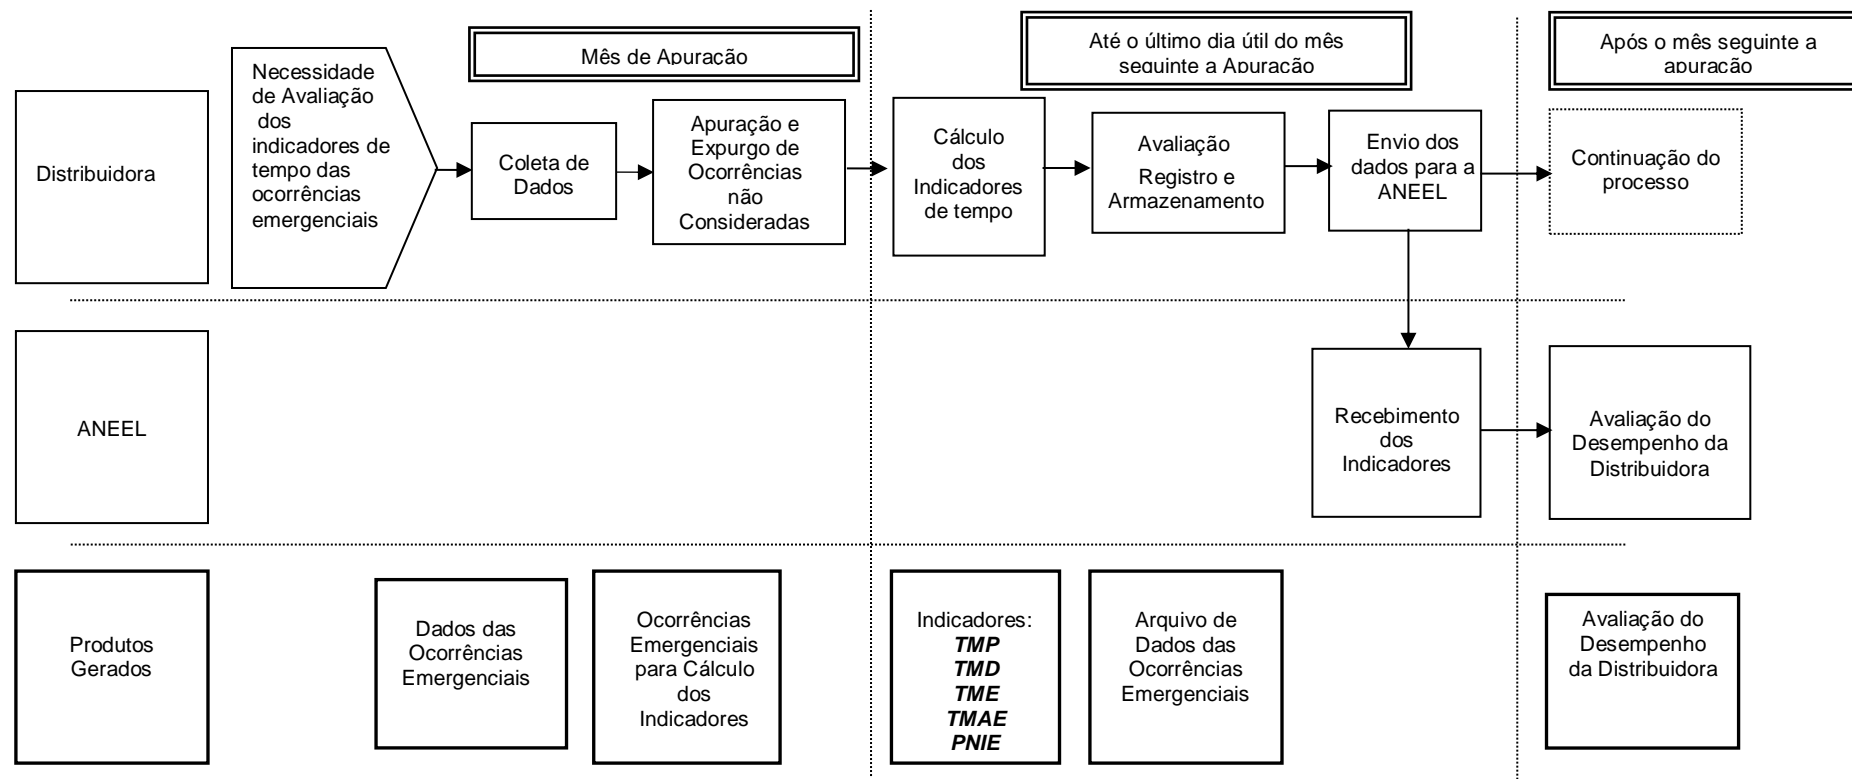 Mês de Apuração
Até o último dia útil do mês
seguinte a Apuração
Após o mês seguinte a
apuração
Distribuidora
Necessidade
de Avaliação
dos
indicadores de
tempo das
ocorrências
emergenciais
Coleta de
Dados
Apuração e
Expurgo de
Ocorrências
não
Consideradas
Cálculo
dos
Indicadores
de tempo
Avaliação
Registro e
Armazenamento
Envio dos
dados para a
ANEEL
Continuação do
processo
ANEEL
Recebimento
dos
Indicadores
Avaliação do
Desempenho da
Distribuidora
Produtos
Gerados
Dados das
Ocorrências
Emergenciais
Ocorrências
Emergenciais
para Cálculo
dos
Indicadores
Indicadores:
TMP
TMD
TME
TMAE
PNIE
Arquivo de
Dados das
Ocorrências
Emergenciais
Avaliação do
Desempenho
da Distribuidora